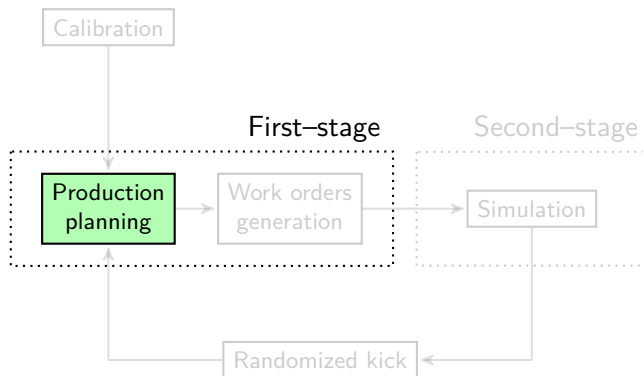 Calibration
First–stage
Second–stage
Production
planning
Work orders
generation
Simulation
Randomized kick